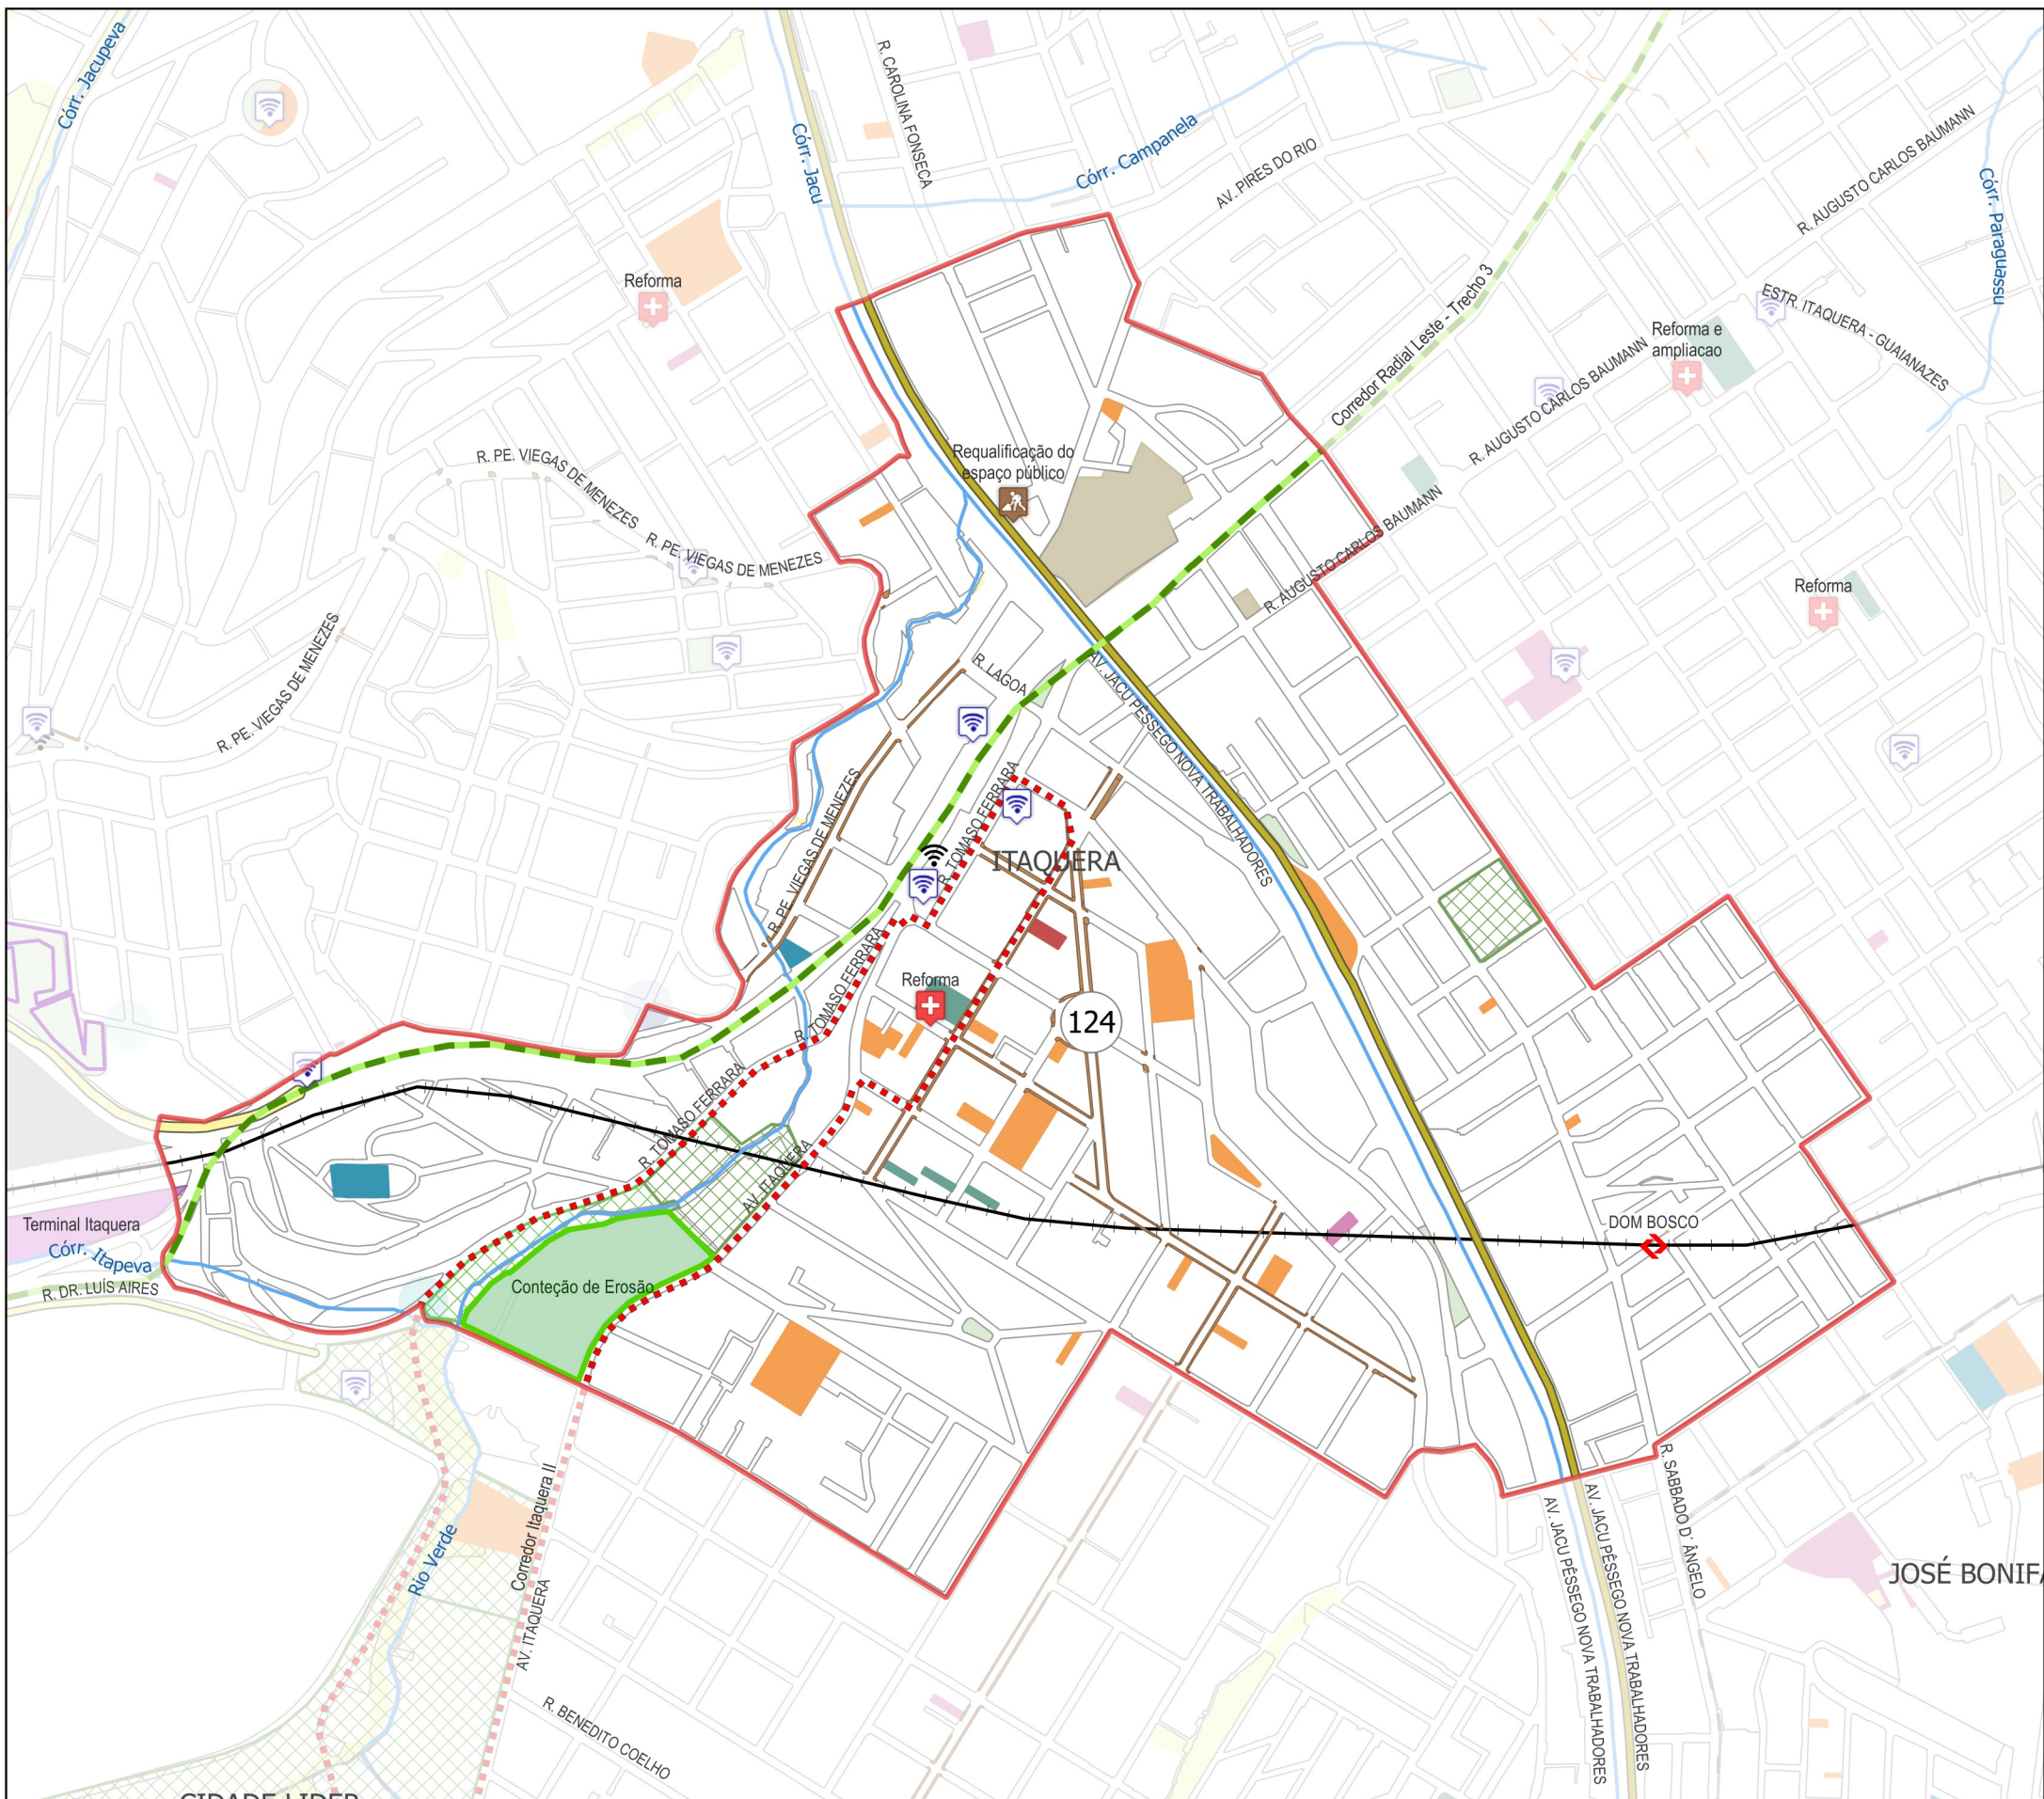 Córr. Jacupeva
R. CAROLINA FONSECA
Córr. Jacu
Córr. Campanela
AV. PIRES DO RIO
R. AUGUSTO CARLOS BAUMANN
Córr. Paraguassu
Reforma
Corredor Radial Leste - Trecho 3
ESTR. ITAQUERA - GUAIANAZES
Reforma e
ampliacao
R. AUGUSTO CARLOS BAUMANN
R. PE. VIEGAS DE MENEZES
Requalificação do
espaço público
R. AUGUSTO CARLOS BAUMANN
R. PE. VIEGAS DE MENEZES
Reforma
R. PE. VIEGAS DE MENEZES
R. LAGOA
AV. JACU PÊSSEGO NOVA TRABALHADORES
R. PE. VIEGAS DE MENEZES
R. TOMASO FERRARA
ITAQUERA
R. TOMASO FERRARA
Reforma
124
R. TOMASO FERRARA
AV. ITAQUERA
Terminal Itaquera
DOM BOSCO
Córr. Itapeva
R. DR. LUÍS AIRES
Conteção de Erosão
Corredor Itaquera II
Rio Verde
AV. ITAQUERA
R. SABBADO D´ ÂNGELO
AV. JACU PÊSSEGO NOVA TRABALHADORES
AV. JACU PÊSSEGO NOVA TRABALHADORES
JOSÉ BONIFA
R. BENEDITO COELHO
CIDADE LIDER